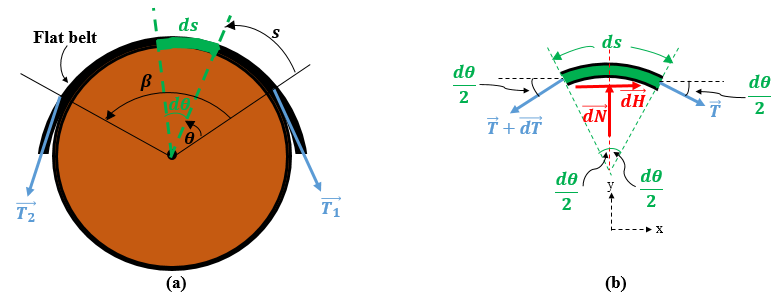 ds
s
Flat belt
β
dθ
θ
T₂
T₁
(a)
ds
dθ/2
dθ/2
T + dT
dN
dH
T
dθ/2
dθ/2
y
x
(b)